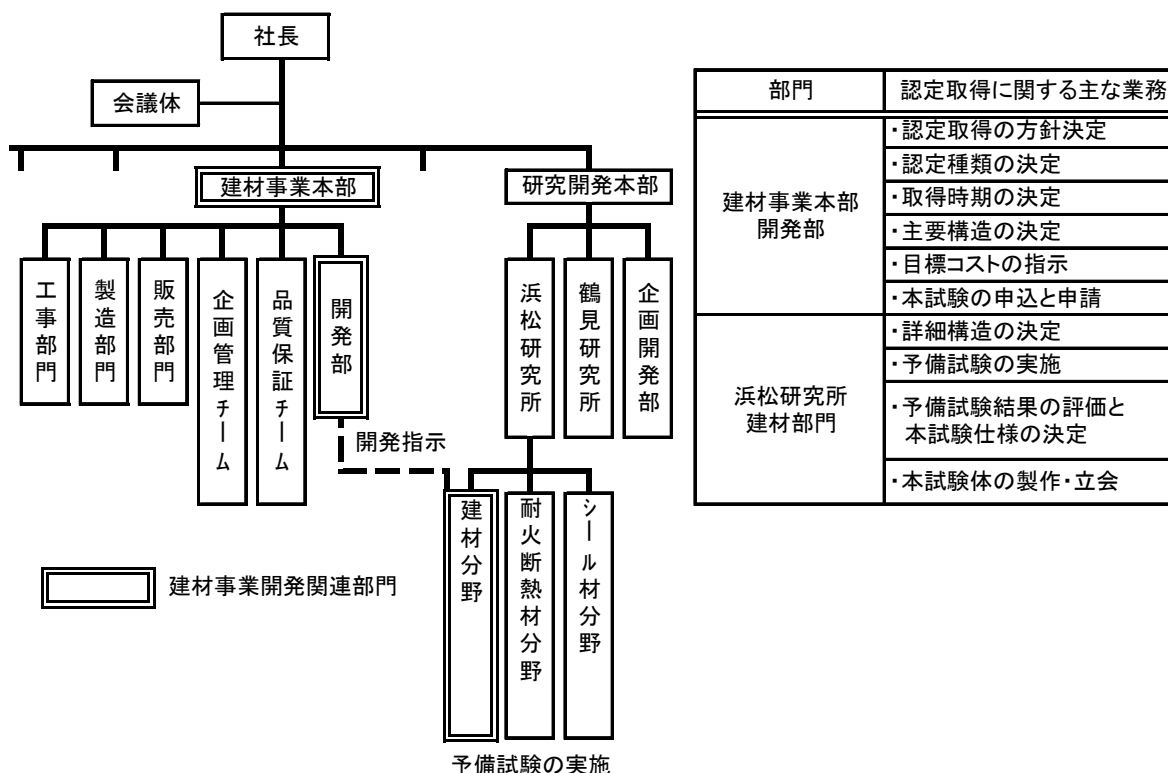 社長
会議体
建材事業本部
研究開発本部
工事部門
製造部門
販売部門
企画管理チーム
品質保証チーム
開発部
浜松研究所
鶴見研究所
企画開発部
開発指示
建材分野
耐火断熱材分野
シール材分野
建材事業開発関連部門
予備試験の実施
部門
認定取得に関する主な業務
建材事業本部
開発部
・認定取得の方針決定
・認定種類の決定
・取得時期の決定
・主要構造の決定
・目標コストの指示
・本試験の申込と申請
浜松研究所
建材部門
・詳細構造の決定
・予備試験の実施
・予備試験結果の評価と
本試験仕様の決定
・本試験体の製作・立会